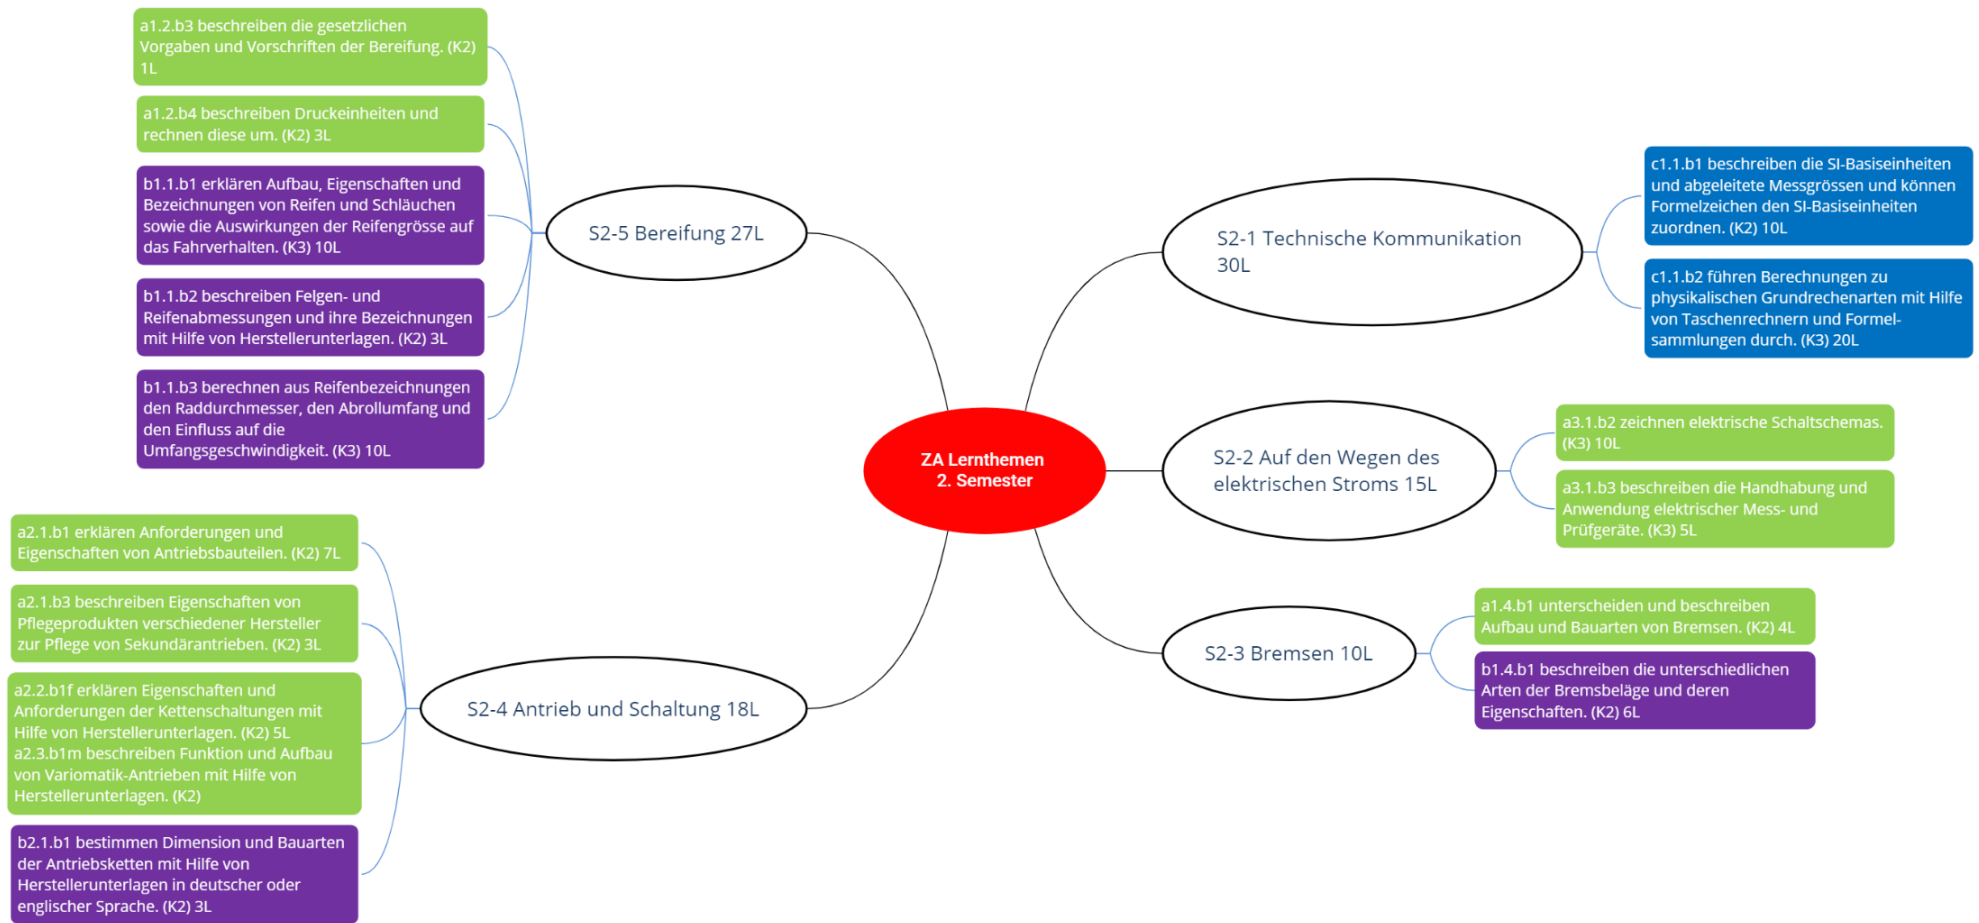 a1.2.b3 beschreiben die gesetzlichen
Vorgaben und Vorschriften der Bereifung. (K2)
1L
a1.2.b4 beschreiben Druckeinheiten und
rechnen diese um. (K2) 3L
b1.1.b1 erklären Aufbau, Eigenschaften und
Bezeichnungen von Reifen und Schläuchen
sowie die Auswirkungen der Reifengrösse auf
das Fahrverhalten. (K3) 10L
b1.1.b2 beschreiben Felgen- und
Reifenabmessungen und ihre Bezeichnungen
mit Hilfe von Herstellerunterlagen. (K2) 3L
b1.1.b3 berechnen aus Reifenbezeichnungen
den Raddurchmesser, den Abrollumfang und
den Einfluss auf die
Umfangsgeschwindigkeit. (K3) 10L
S2-5 Bereifung 27L
a2.1.b1 erklären Anforderungen und
Eigenschaften von Antriebsbauteilen. (K2) 7L
a2.1.b3 beschreiben Eigenschaften von
Pflegeprodukten verschiedener Hersteller
zur Pflege von Sekundärantrieben. (K2) 3L
a2.2.b1f erklären Eigenschaften und
Anforderungen der Kettenschaltungen mit
Hilfe von Herstellerunterlagen. (K2) 5L
a2.3.b1m beschreiben Funktion und Aufbau
von Variomatik-Antrieben mit Hilfe von
Herstellerunterlagen. (K2)
b2.1.b1 bestimmen Dimension und Bauarten
der Antriebsketten mit Hilfe von
Herstellerunterlagen in deutscher oder
englischer Sprache. (K2) 3L
S2-4 Antrieb und Schaltung 18L
ZA Lernthemen
2. Semester
S2-1 Technische Kommunikation
30L
c1.1.b1 beschreiben die SI-Basiseinheiten
und abgeleitete Messgrössen und können
Formelzeichen den SI-Basiseinheiten
zuordnen. (K2) 10L
c1.1.b2 führen Berechnungen zu
physikalischen Grundrechenarten mit Hilfe
von Taschenrechnern und Formel-
sammlungen durch. (K3) 20L
S2-2 Auf den Wegen des
elektrischen Stroms 15L
a3.1.b2 zeichnen elektrische Schaltschemas.
(K3) 10L
a3.1.b3 beschreiben die Handhabung und
Anwendung elektrischer Mess- und
Prüfgeräte. (K3) 5L
S2-3 Bremsen 10L
a1.4.b1 unterscheiden und beschreiben
Aufbau und Bauarten von Bremsen. (K2) 4L
b1.4.b1 beschreiben die unterschiedlichen
Arten der Bremsbeläge und deren
Eigenschaften. (K2) 6L